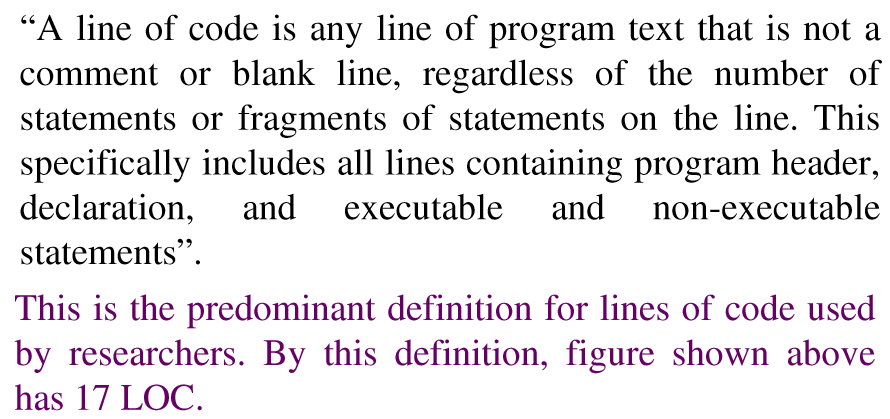 “A line of code is any line of program text that is not a
comment or blank line, regardless of the number of
statements or fragments of statements on the line. This
specifically includes all lines containing program header,
declaration, and executable and non-executable
statements”.
This is the predominant definition for lines of code used
by researchers. By this definition, figure shown above
has 17 LOC.